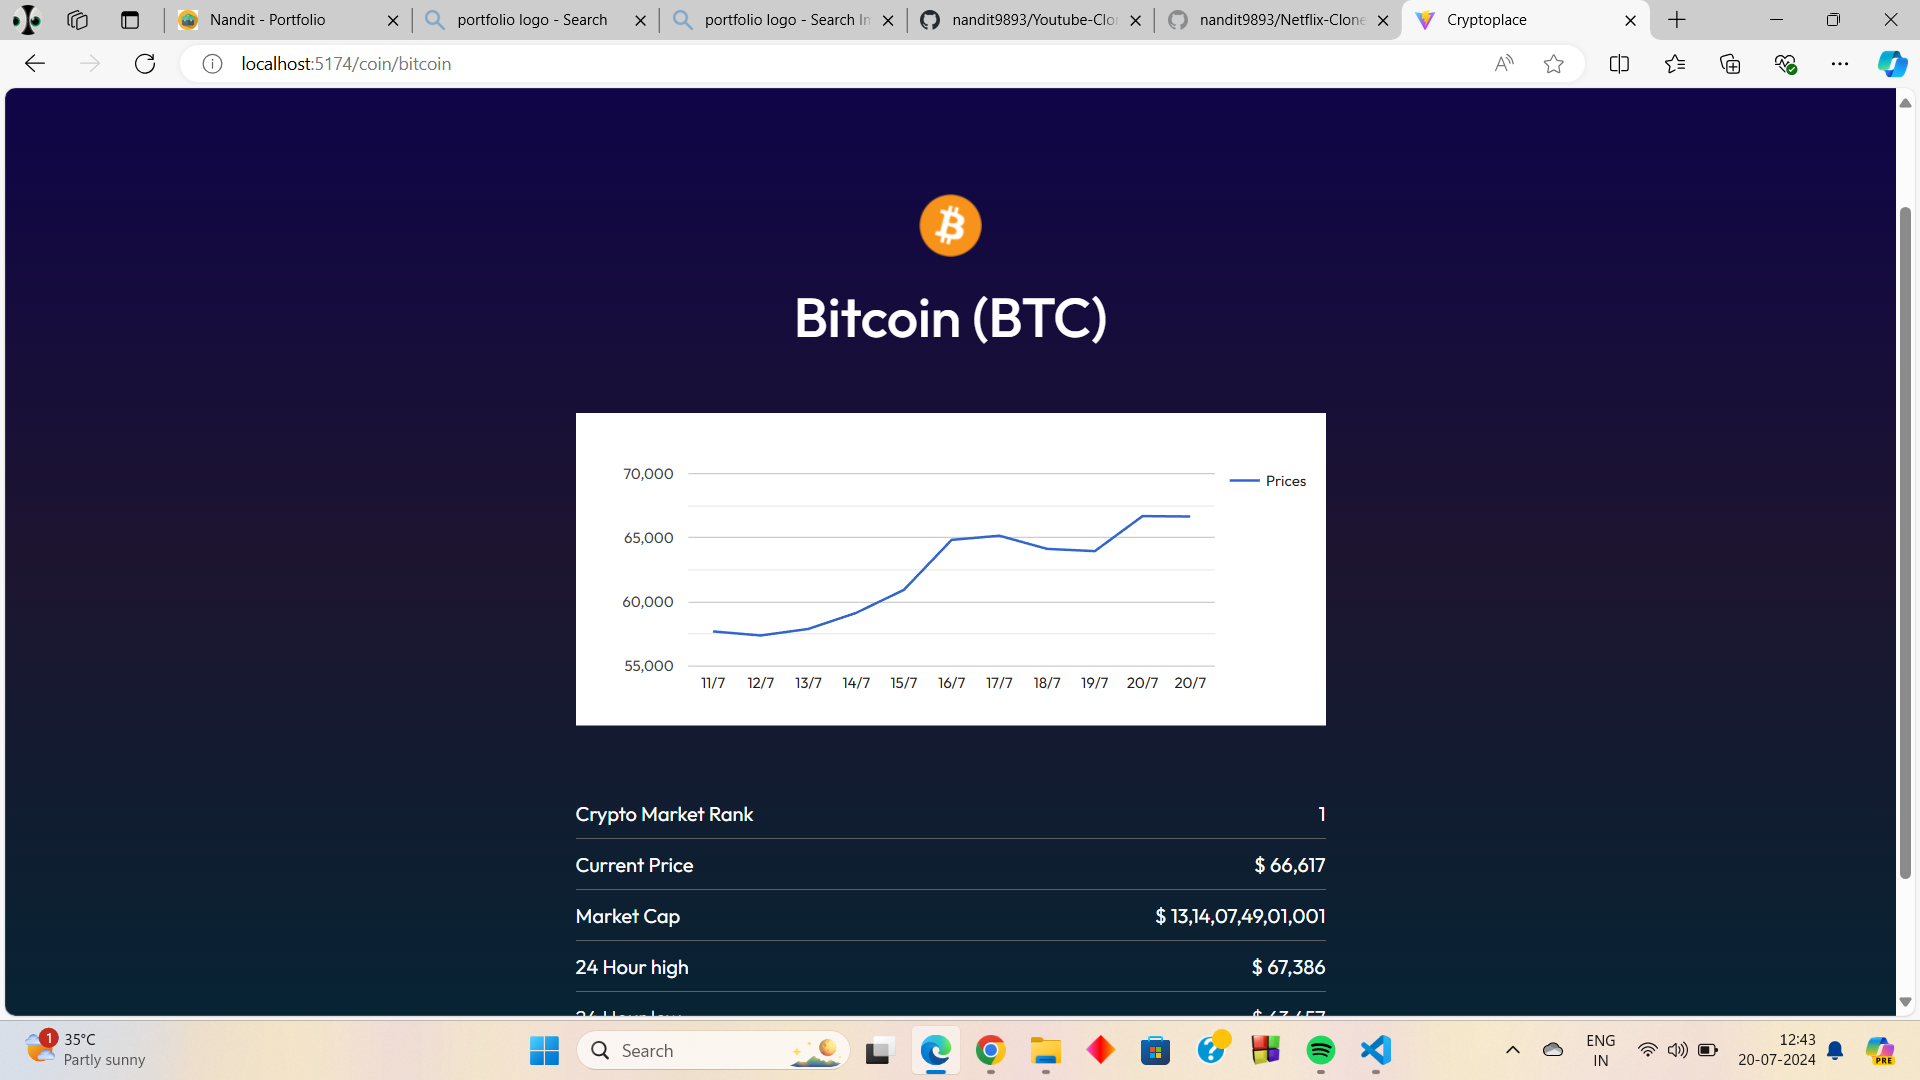 Nandit - Portfolio
portfolio logo - Search
portfolio logo - Search Im
nandit9893/Youtube-Clon
nandit9893/Netflix-Clone
Cryptoplace
localhost:5174/coin/bitcoin
Bitcoin (BTC)
70,000
65,000
60,000
55,000
Prices
11/7 12/7 13/7 14/7 15/7 16/7 17/7 18/7 19/7 20/7 20/7
Crypto Market Rank 1
Current Price $ 66,617
Market Cap $ 13,14,07,49,01,001
24 Hour high $ 67,386
1
35°C
Partly sunny
Search
ENG
IN
12:43
20-07-2024
PRE